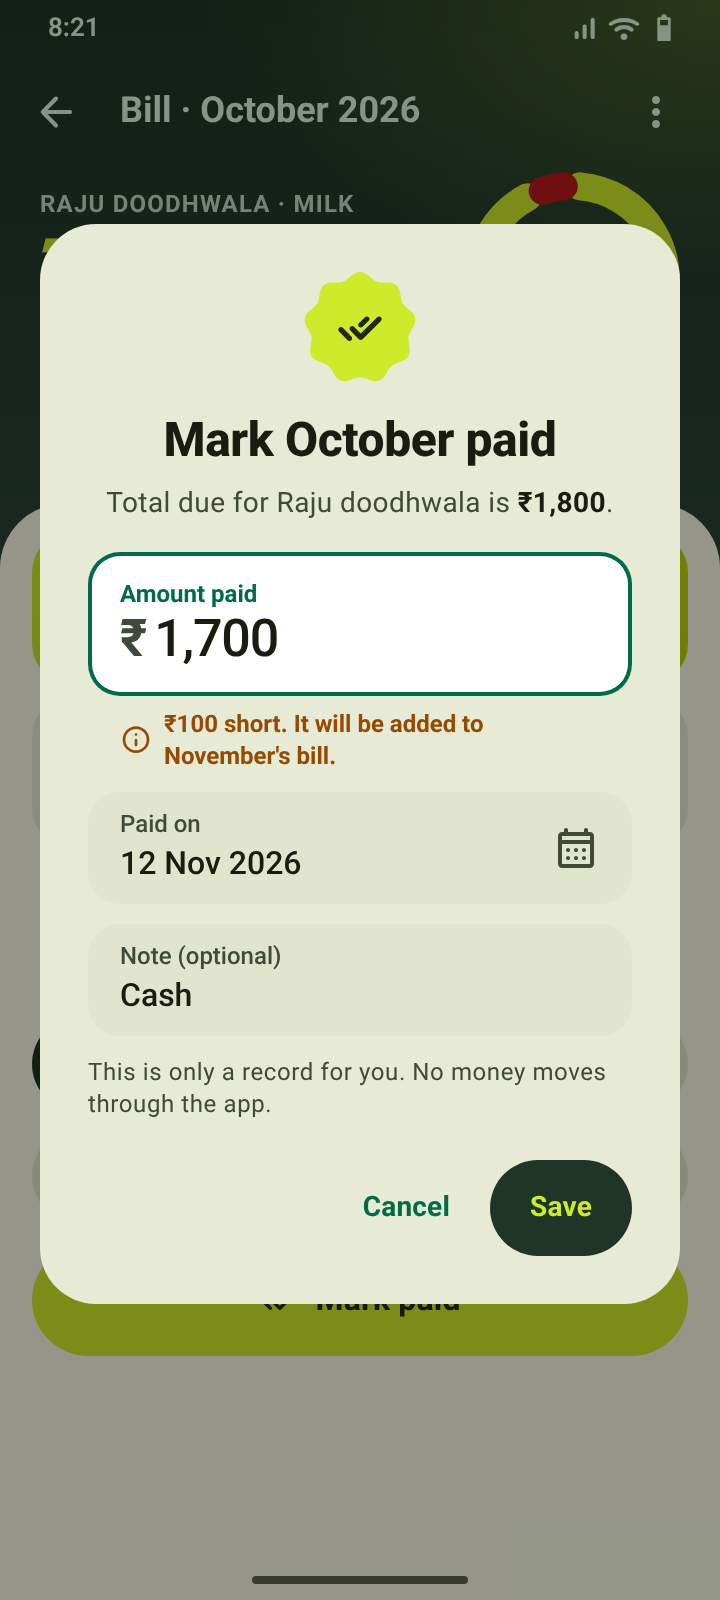 8:21
Bill · October 2026
RAJU DOODHWALA · MILK
Mark October paid
Total due for Raju doodhwala is ₹1,800.
Amount paid
₹ 1,700
₹100 short. It will be added to
November's bill.
Paid on
12 Nov 2026
Note (optional)
Cash
This is only a record for you. No money moves
through the app.
Cancel
Save
Mark paid